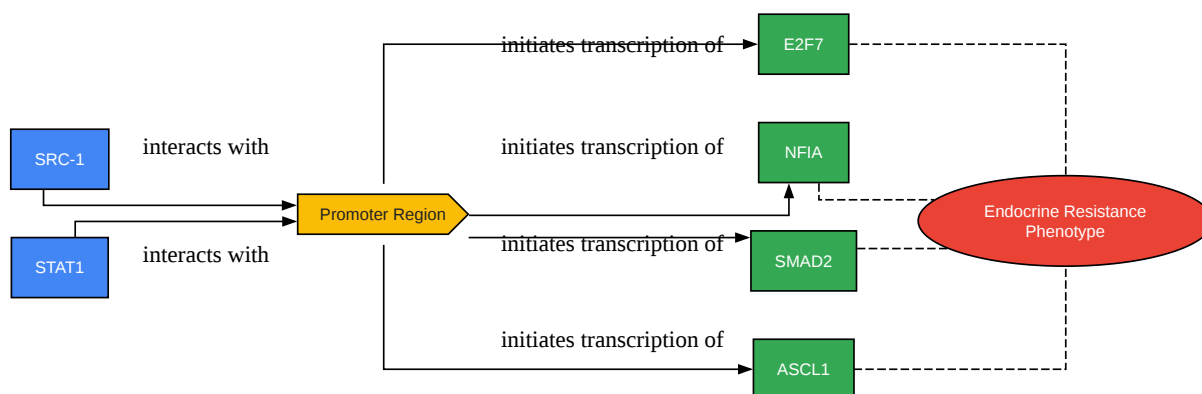 initiates transcription of
E2F7
SRC-1
interacts with
initiates transcription of
NFIA
Promoter Region
Endocrine Resistance
Phenotype
STAT1
interacts with
initiates transcription of
SMAD2
initiates transcription of
ASCL1